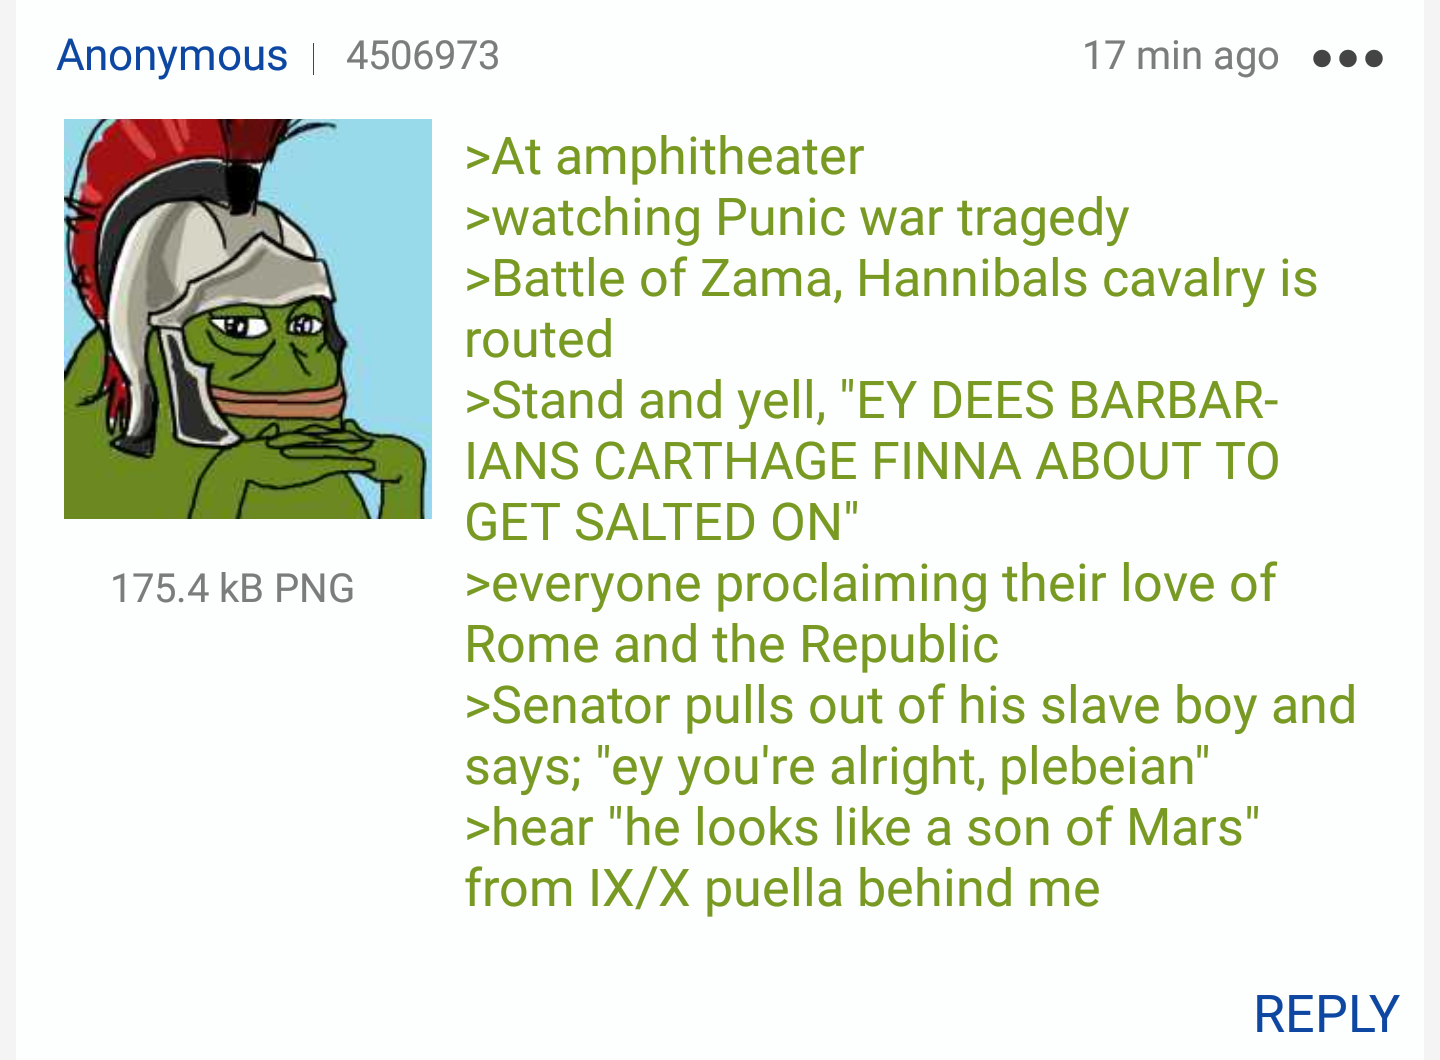 Anonymous | 4506973 17 min ago •••
>At amphitheater
>watching Punic war tragedy
>Battle of Zama, Hannibals cavalry is
routed
>Stand and yell, "EY DEES BARBAR-
IANS CARTHAGE FINNA ABOUT TO
GET SALTED ON"
>everyone proclaiming their love of
Rome and the Republic
>Senator pulls out of his slave boy and
says; "ey you're alright, plebeian"
>hear "he looks like a son of Mars"
from IX/X puella behind me
175.4 kB PNG
REPLY